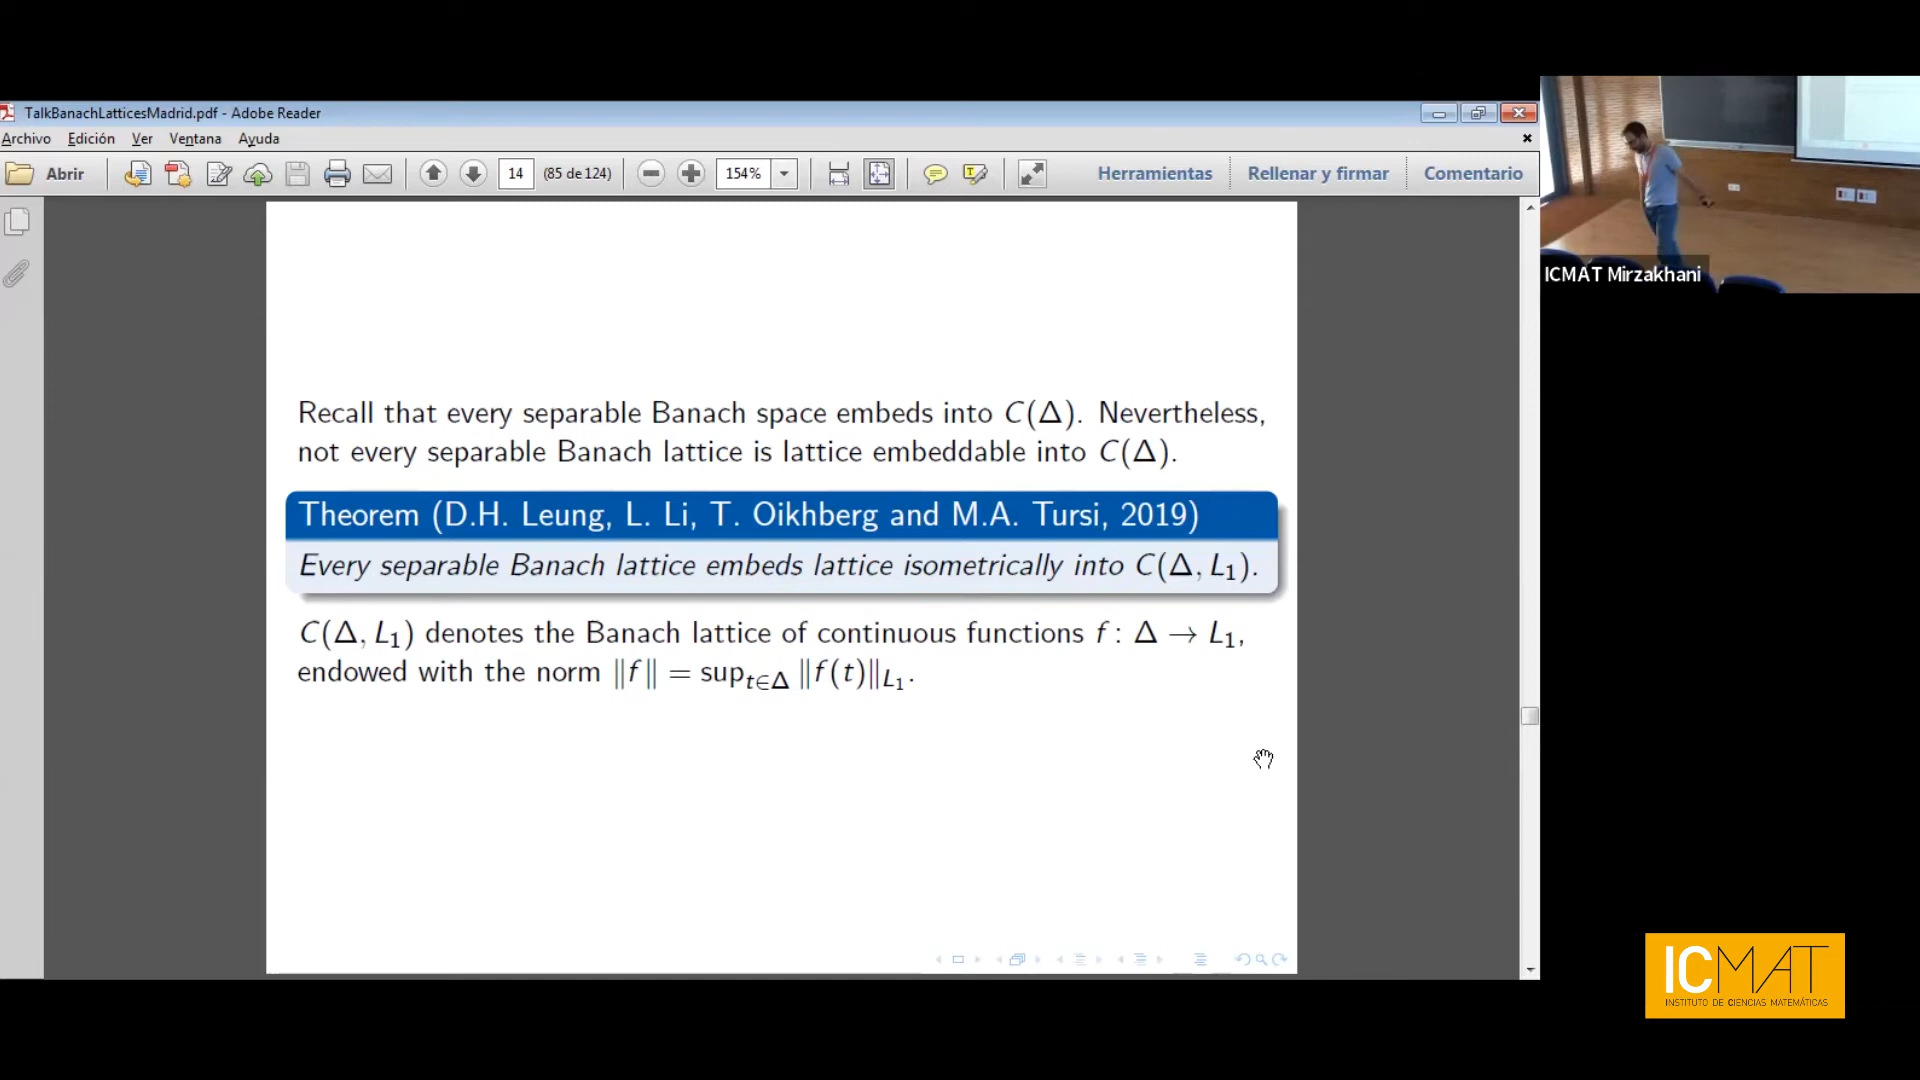 TalkBanachLatticesMadrid.pdf - Adobe Reader
Archivo Edición Ver Ventana Ayuda
Abrir 14 (85 de 124) 154% Herramientas Rellenar y firmar Comentario
Recall that every separable Banach space embeds into C(Δ). Nevertheless,
not every separable Banach lattice is lattice embeddable into C(Δ).
Theorem (D.H. Leung, L. Li, T. Oikhberg and M.A. Tursi, 2019)
Every separable Banach lattice embeds lattice isometrically into C(Δ, L₁).
C(Δ, L₁) denotes the Banach lattice of continuous functions f : Δ → L₁,
endowed with the norm ‖f‖ = sup_{t∈Δ} ‖f(t)‖_{L₁}.
ICMAT Mirzakhani
ICMAT
INSTITUTO DE CIENCIAS MATEMÁTICAS